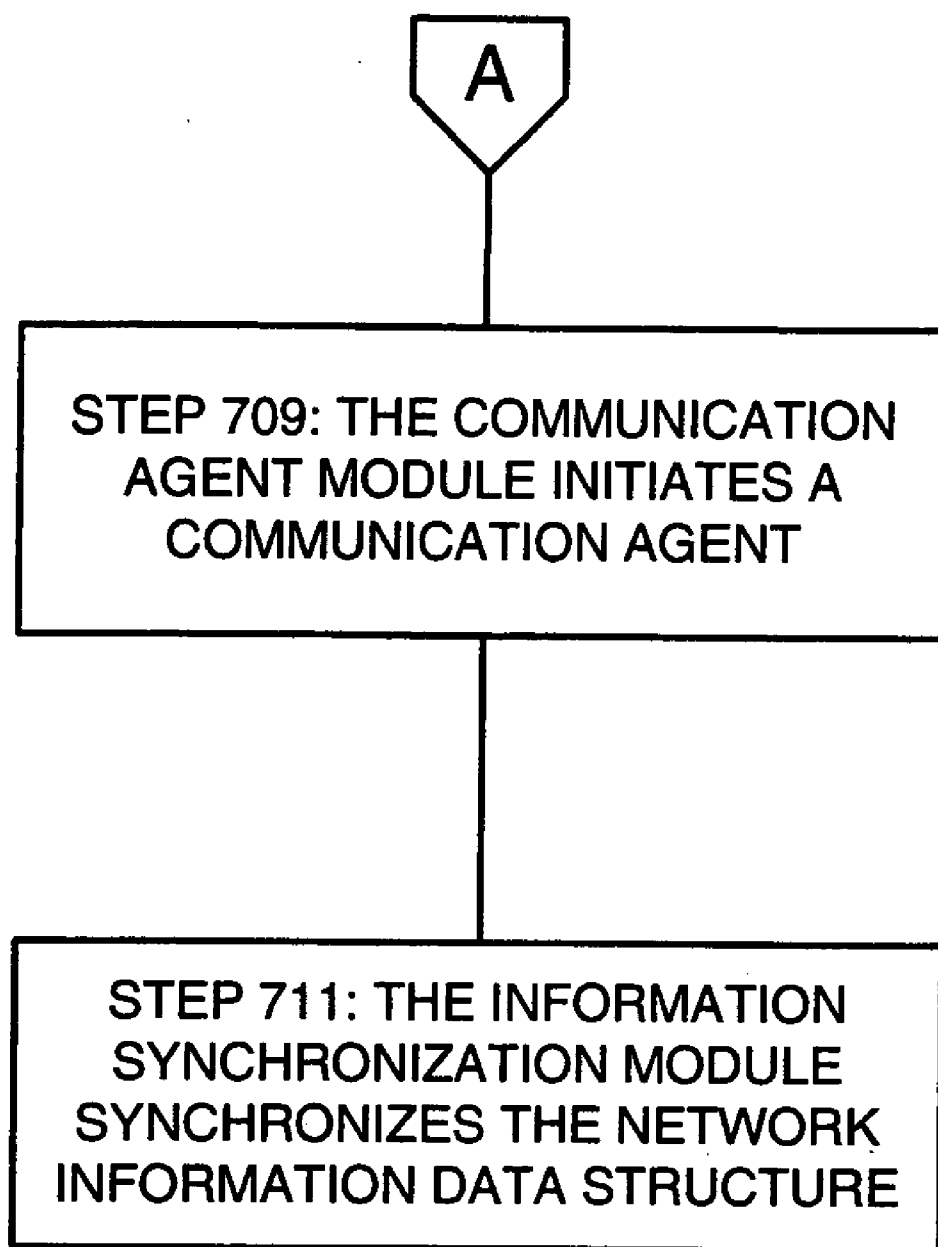 A
STEP 709: THE COMMUNICATION
AGENT MODULE INITIATES A
COMMUNICATION AGENT
STEP 711: THE INFORMATION
SYNCHRONIZATION MODULE
SYNCHRONIZES THE NETWORK
INFORMATION DATA STRUCTURE